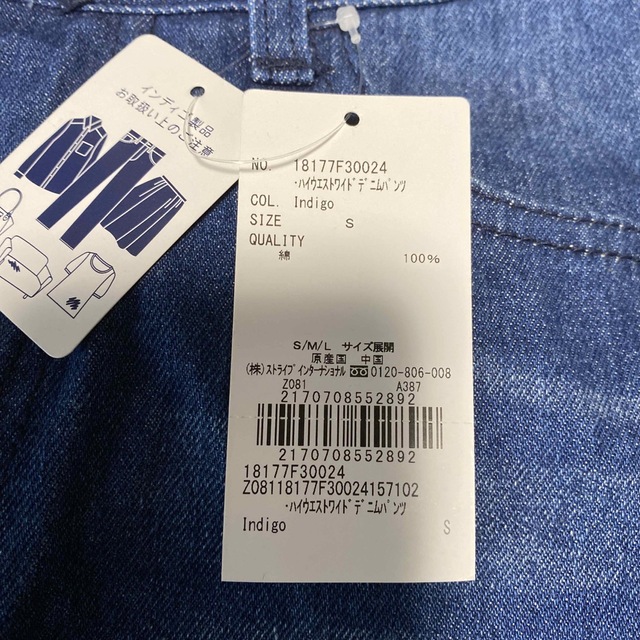 インディゴ製品
お取扱い上のご注意
NO. 18177F30024
･ﾊｲｳｴｽﾄﾜｲﾄﾞﾃﾞﾆﾑﾊﾟﾝﾂ
COL. Indigo
SIZE S
QUALITY
綿 100%
S/M/L サイズ展開
原産国 中国
(株)ｽﾄﾗｲﾌﾟｲﾝﾀｰﾅｼｮﾅﾙ 0120-806-008
Z081 A387
2170708552892
2170708552892
18177F30024
Z08118177F30024157102
･ﾊｲｳｴｽﾄﾜｲﾄﾞﾃﾞﾆﾑﾊﾟﾝﾂ
Indigo S